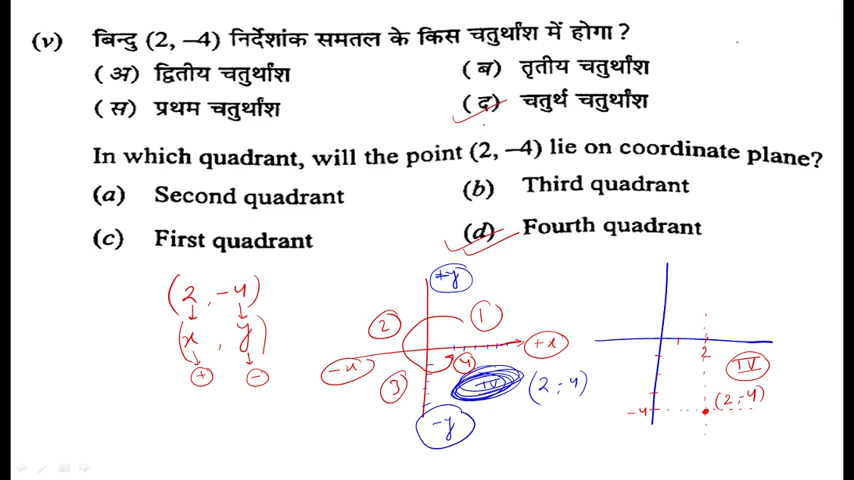 (v) बिन्दु (2, –4) निर्देशांक समतल के किस चतुर्थांश में होगा ?
(अ) द्वितीय चतुर्थांश (ब) तृतीय चतुर्थांश
(स) प्रथम चतुर्थांश (द) चतुर्थ चतुर्थांश
In which quadrant, will the point (2, –4) lie on coordinate plane?
(a) Second quadrant (b) Third quadrant
(c) First quadrant (d) Fourth quadrant
(2, -4)
(x, y)
+ -
+y
2 1
-x +x
3 4
IV (2, -4)
-y
2
IV
-4 (2, -4)